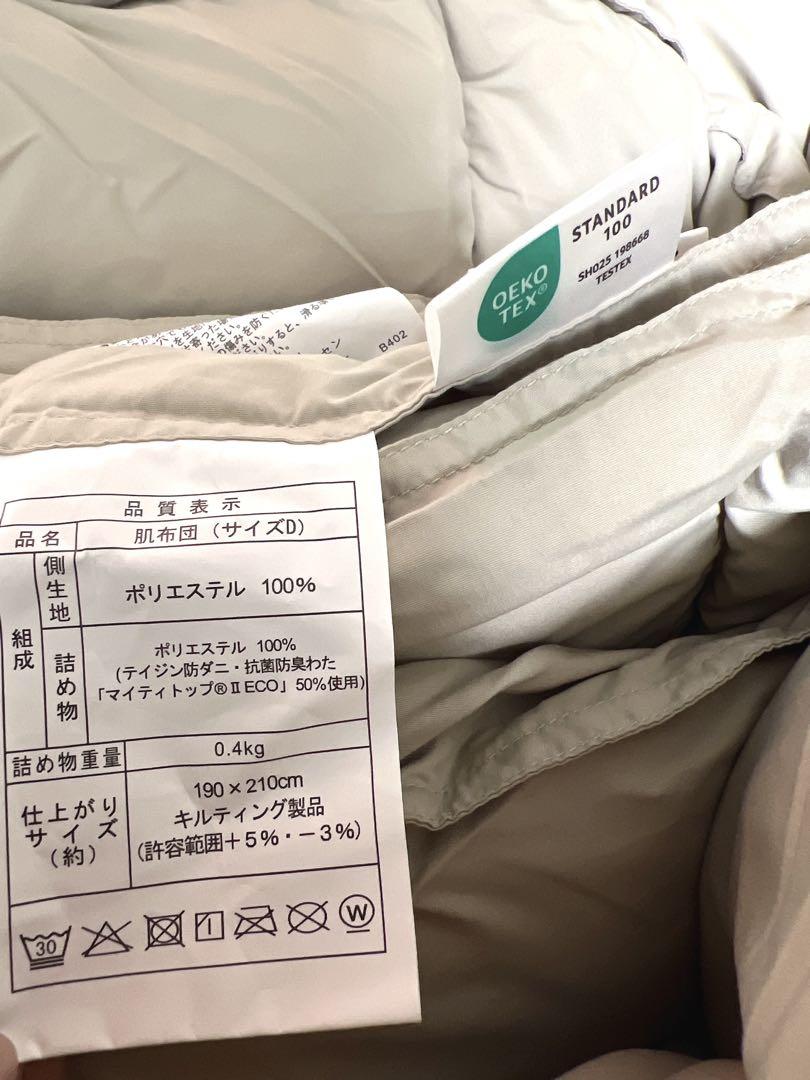 STANDARD
100
OEKO
TEX®
SH025 198668
TESTEX
B402
品質表示
品名 肌布団(サイズD)
組成
側生地 ポリエステル 100%
詰め物 ポリエステル 100%
(テイジン防ダニ・抗菌防臭わた
「マイティトップ®ⅡECO」50%使用)
詰め物重量 0.4kg
仕上がり
サイズ
(約)
190×210cm
キルティング製品
(許容範囲+5%・-3%)
30
W